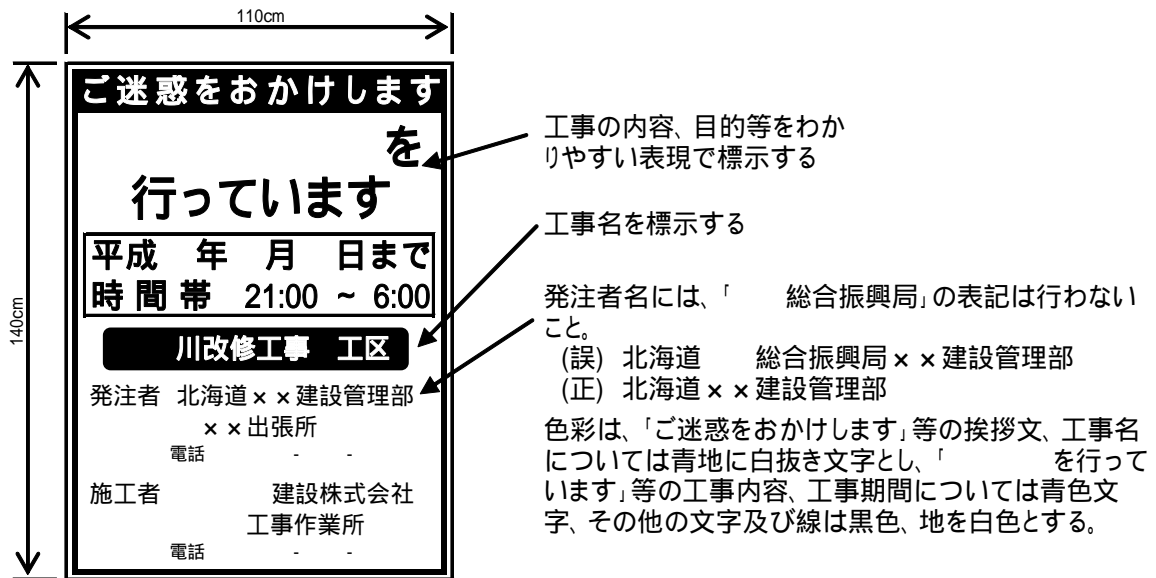 110cm
140cm
ご迷惑をおかけします
を
行っています
平成 年 月 日まで
時間帯 21:00 ~ 6:00
川改修工事 工区
発注者 北海道××建設管理部
××出張所
電話 - -
施工者 建設株式会社
工事作業所
電話 - -
工事の内容、目的等をわか
りやすい表現で標示する
工事名を標示する
発注者名には、「 総合振興局」の表記は行わない
こと。
(誤) 北海道 総合振興局××建設管理部
(正) 北海道××建設管理部
色彩は、「ご迷惑をおかけします」等の挨拶文、工事名
については青地に白抜き文字とし、「 を行って
います」等の工事内容、工事期間については青色文
字、その他の文字及び線は黒色、地を白色とする。